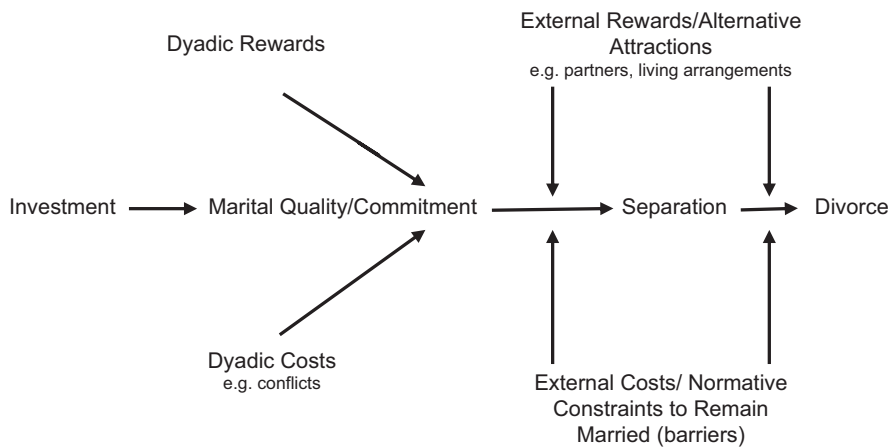 External Rewards/Alternative
Attractions
e.g. partners, living arrangements
Dyadic Rewards
Investment
Marital Quality/Commitment
Separation
Divorce
Dyadic Costs
e.g. conflicts
External Costs/ Normative
Constraints to Remain
Married (barriers)